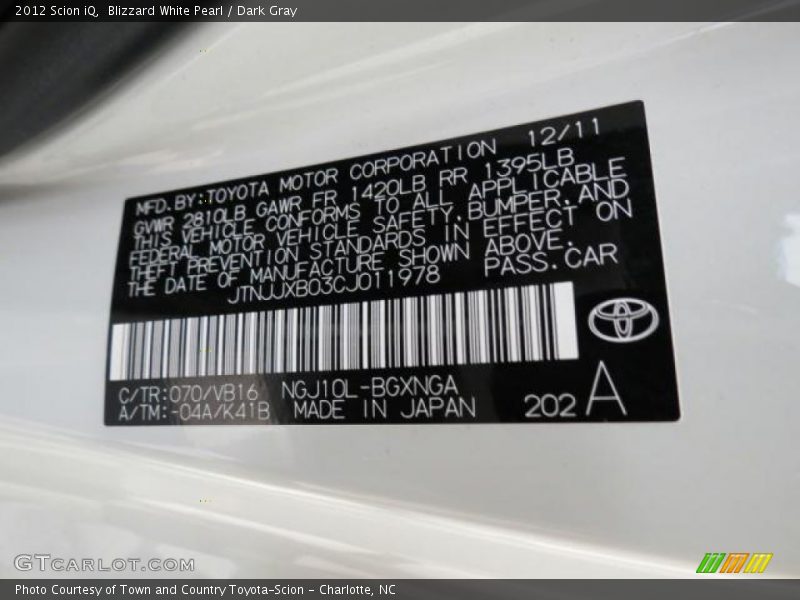 2012 Scion iQ,  Blizzard White Pearl / Dark Gray
MFD.BY:TOYOTA MOTOR CORPORATION 12/11
GVWR 2810LB GAWR FR 1420LB RR 1395LB
THIS VEHICLE CONFORMS TO ALL APPLICABLE
FEDERAL MOTOR VEHICLE SAFETY,BUMPER,AND
THEFT PREVENTION STANDARDS IN EFFECT ON
THE DATE OF MANUFACTURE SHOWN ABOVE.
JTNJJXB03CJ011978 PASS.CAR
C/TR:070/VB16 NGJ10L-BGXNGA
A/TM:-04A/K41B MADE IN JAPAN 202 A
GTCARLOT.COM
Photo Courtesy of Town and Country Toyota-Scion - Charlotte, NC